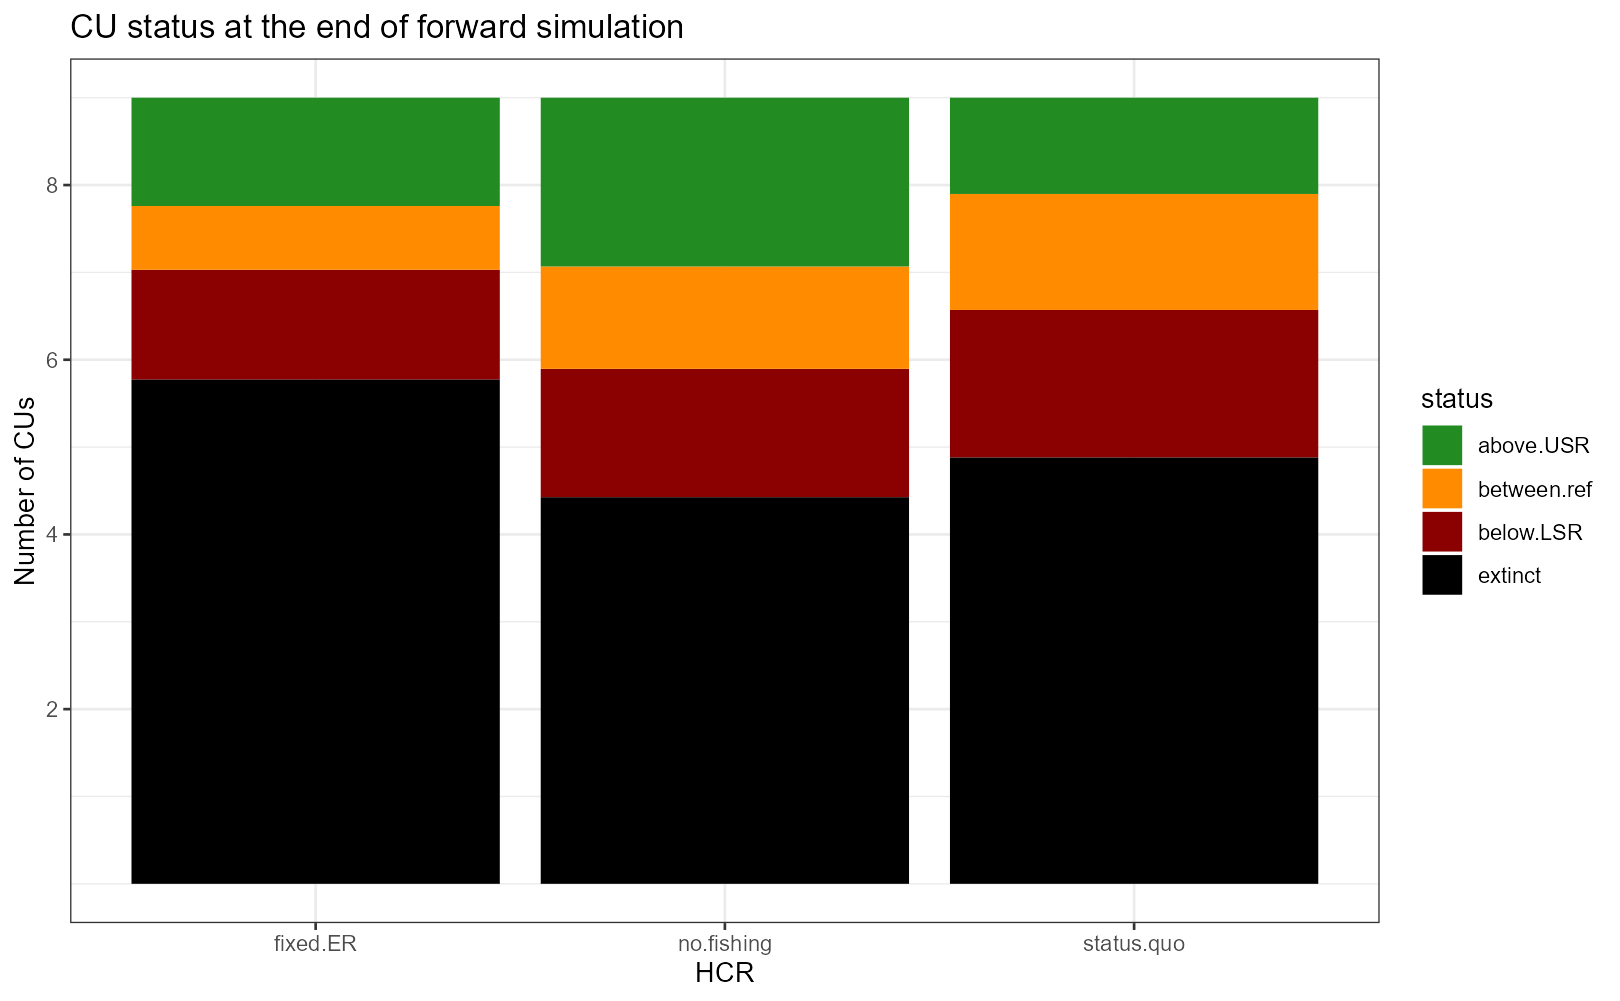 CU status at the end of forward simulation
Number of CUs
8
6
4
2
fixed.ER
no.fishing
status.quo
HCR
status
above.USR
between.ref
below.LSR
extinct